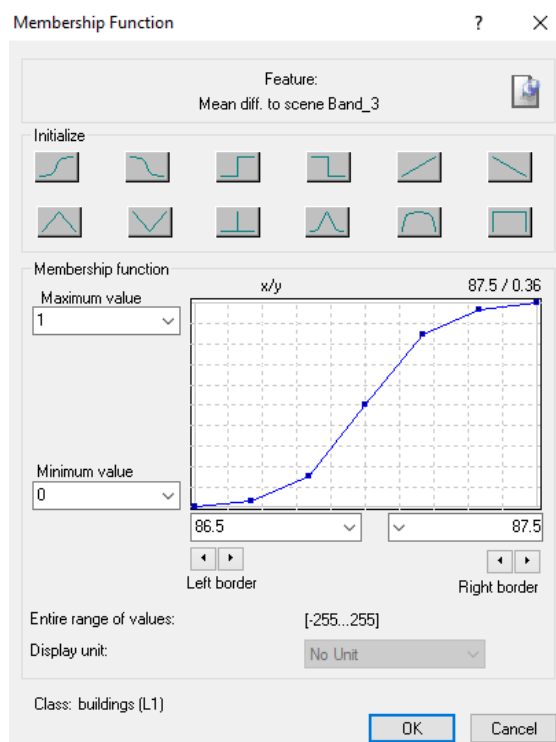 Membership Function
?
Feature:
Mean diff. to scene Band_3
Initialize
Membership function
x/y
87.5 / 0.36
Maximum value
1
Minimum value
0
86.5
87.5
Left border
Right border
Entire range of values:
[-255...255]
Display unit:
No Unit
Class: buildings (L1)
OK
Cancel